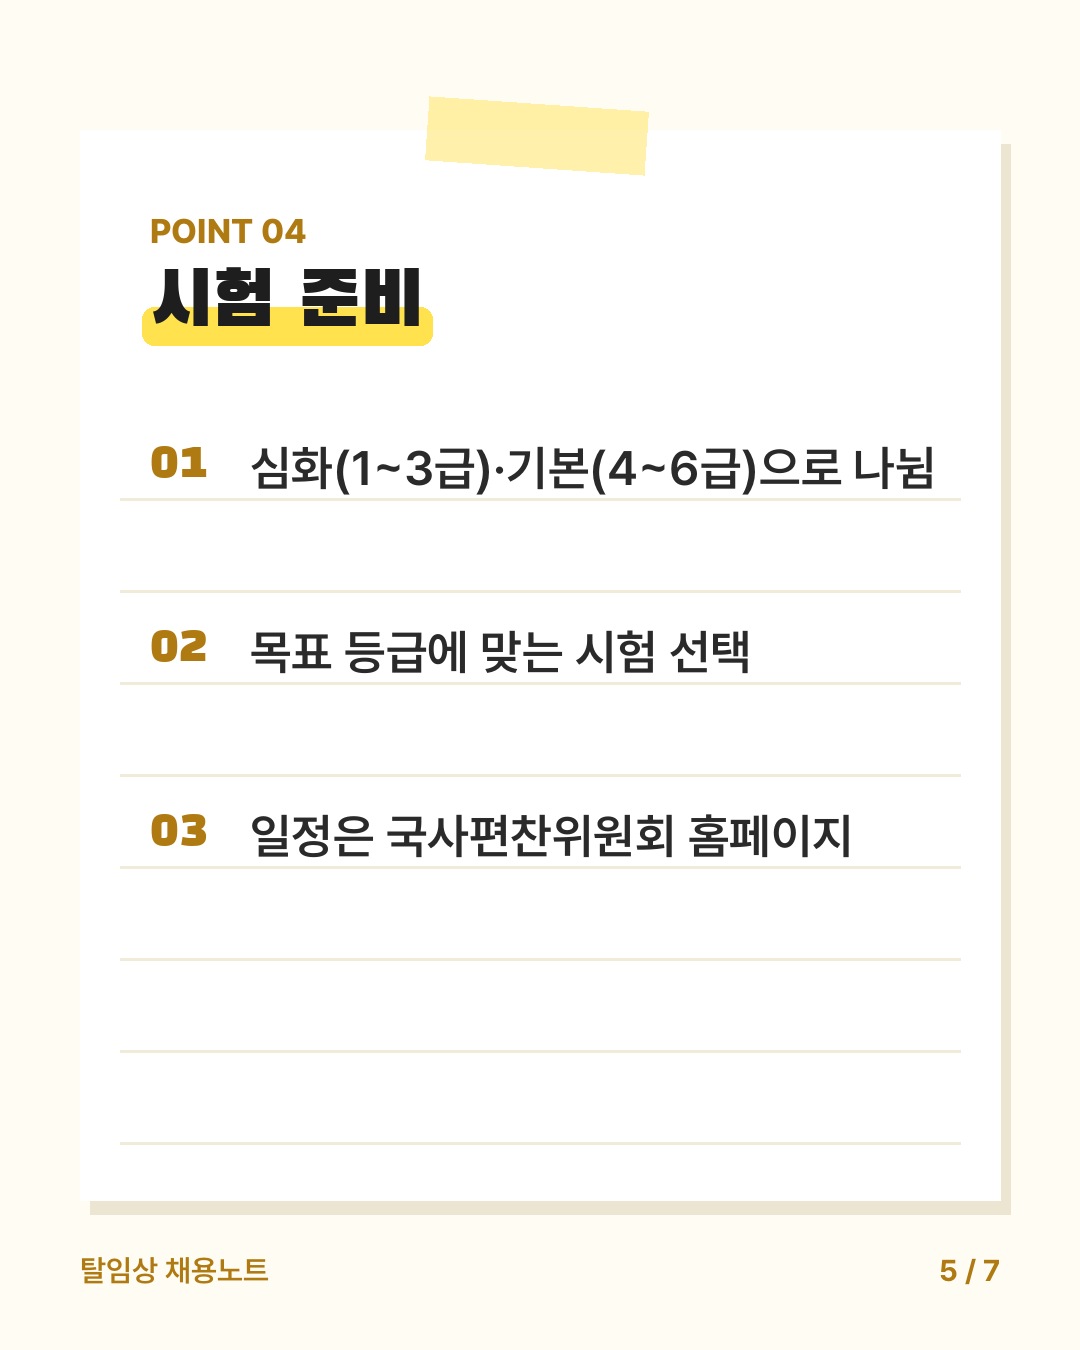 POINT 04
시험 준비
01 심화(1~3급)·기본(4~6급)으로 나뉨
02 목표 등급에 맞는 시험 선택
03 일정은 국사편찬위원회 홈페이지
탈임상 채용노트
5 / 7